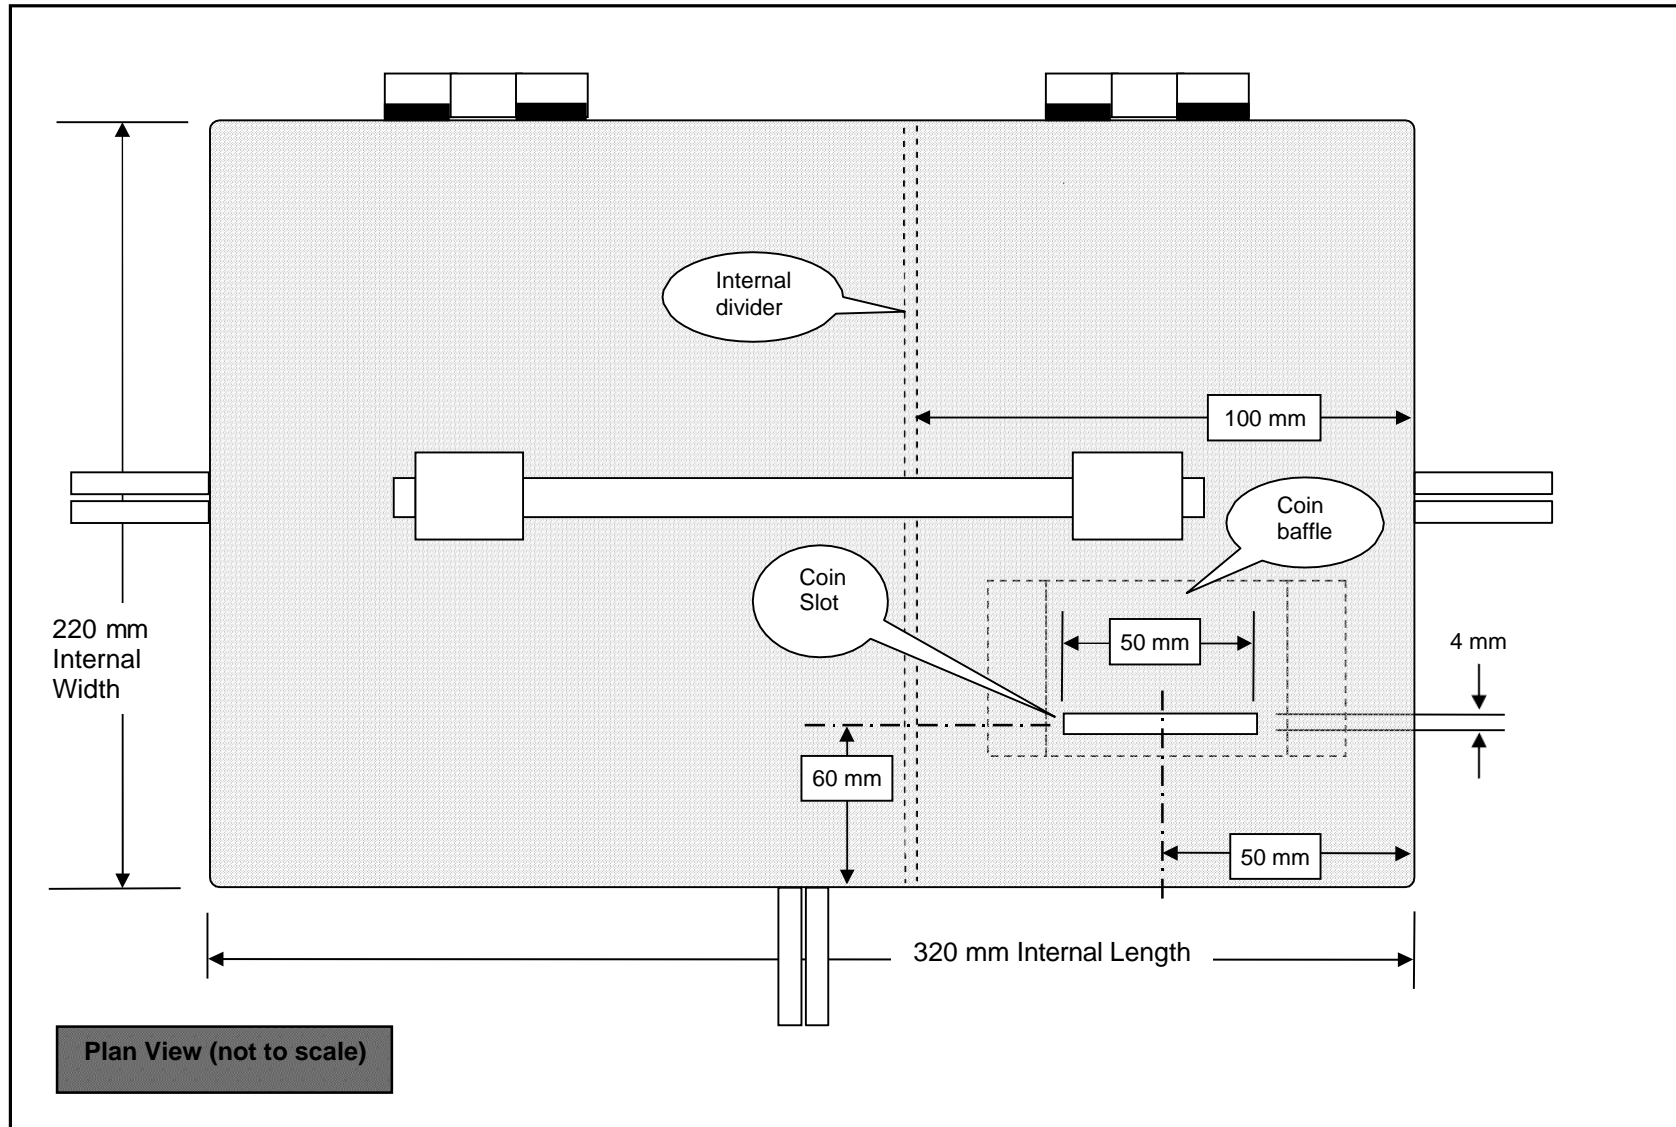 Internal
divider
100 mm
Coin
baffle
Coin
Slot
220 mm
Internal
Width
50 mm
4 mm
60 mm
50 mm
320 mm Internal Length
Plan View (not to scale)